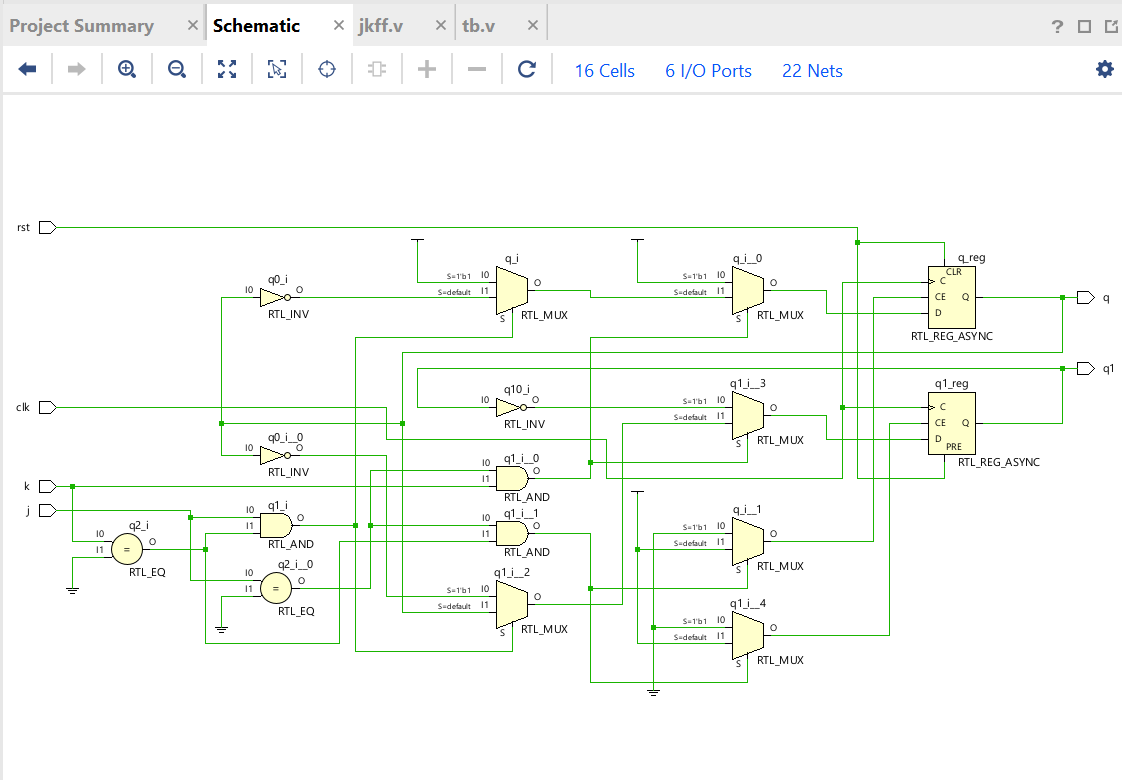 Project Summary × Schematic × jkff.v × tb.v × ?
16 Cells 6 I/O Ports 22 Nets
rst
q_i q_i__0 q_reg
q0_i S=1'b1 I0 O S=1'b1 I0 O CLR
I0 O S=default I1 S=default I1 C
CE Q q
RTL_INV S RTL_MUX S RTL_MUX D
RTL_REG_ASYNC
q1
q10_i q1_i__3 q1_reg
clk I0 O S=1'b1 I0 O C
S=default I1 CE Q
RTL_INV S RTL_MUX D
q0_i__0 PRE
I0 O q1_i__0 RTL_REG_ASYNC
RTL_INV I0 O
k I1
RTL_AND
j q1_i q1_i__1 q_i__1
q2_i I0 O I0 O S=1'b1 I0 O
I0 O I1 I1 S=default I1
I1 = RTL_AND RTL_AND
RTL_EQ q2_i__0 q1_i__2 S RTL_MUX
I0 O S=1'b1 I0 O q1_i__4
I1 = S=default I1 S=1'b1 I0 O
RTL_EQ S RTL_MUX S=default I1
S RTL_MUX